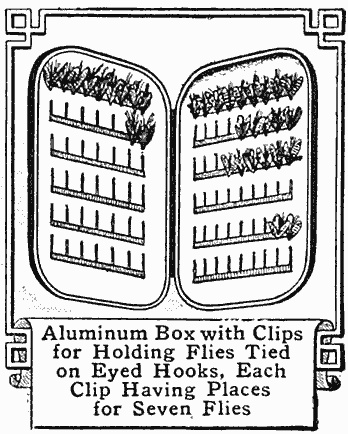 Aluminum Box with Clips
for Holding Flies Tied
on Eyed Hooks, Each
Clip Having Places
for Seven Flies